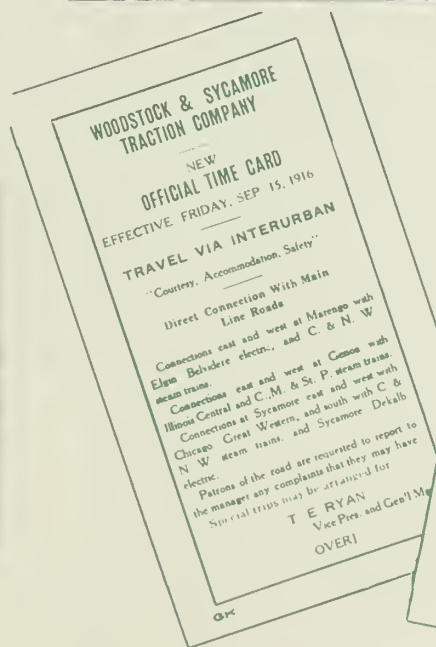 WOODSTOCK & SYCAMORE
TRACTION COMPANY
NEW
OFFICIAL TIME CARD
EFFECTIVE FRIDAY, SEP 15, 1916
TRAVEL VIA INTERURBAN
"Courtesy, Accommodation, Safety"
Direct Connection With Main
Line Roads
Connections east and west at Marengo with
Elgin Belvidere electric, and C. & N. W
steam trains.
Connections east and west at Genoa with
Illinois Central and C., M. & St. P. steam trains.
Connections at Sycamore east and west with
Chicago Great Western, and south with C &
N W steam trains, and Sycamore Dekalb
electric.
Patrons of the road are requested to report to
the manager any complaints that they may have
Special trips may be arranged for
T E RYAN
Vice Pres. and Gen'l Mg
OVER]